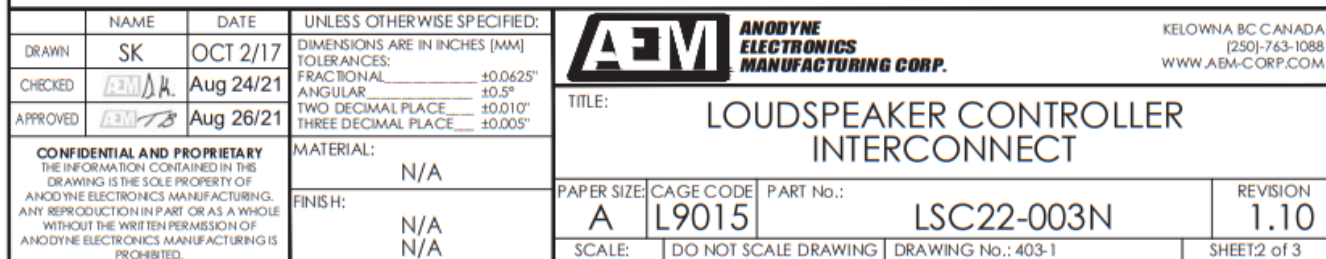 NAME DATE
DRAWN SK OCT 2/17
CHECKED AEM D.H. Aug 24/21
APPROVED AEM TB Aug 26/21
CONFIDENTIAL AND PROPRIETARY
THE INFORMATION CONTAINED IN THIS
DRAWING IS THE SOLE PROPERTY OF
ANODYNE ELECTRONICS MANUFACTURING.
ANY REPRODUCTION IN PART OR AS A WHOLE
WITHOUT THE WRITTEN PERMISSION OF
ANODYNE ELECTRONICS MANUFACTURING IS
PROHIBITED.
UNLESS OTHERWISE SPECIFIED:
DIMENSIONS ARE IN INCHES [MM]
TOLERANCES:
FRACTIONAL ±0.0625"
ANGULAR ±0.5°
TWO DECIMAL PLACE ±0.010"
THREE DECIMAL PLACE ±0.005"
MATERIAL:
N/A
FINISH:
N/A
N/A
AEM
ANODYNE
ELECTRONICS
MANUFACTURING CORP.
KELOWNA BC CANADA
(250)-763-1088
WWW.AEM-CORP.COM
TITLE:
LOUDSPEAKER CONTROLLER
INTERCONNECT
PAPER SIZE: CAGE CODE PART No.: REVISION
A L9015 LSC22-003N 1.10
SCALE: DO NOT SCALE DRAWING DRAWING No.: 403-1 SHEET:2 of 3